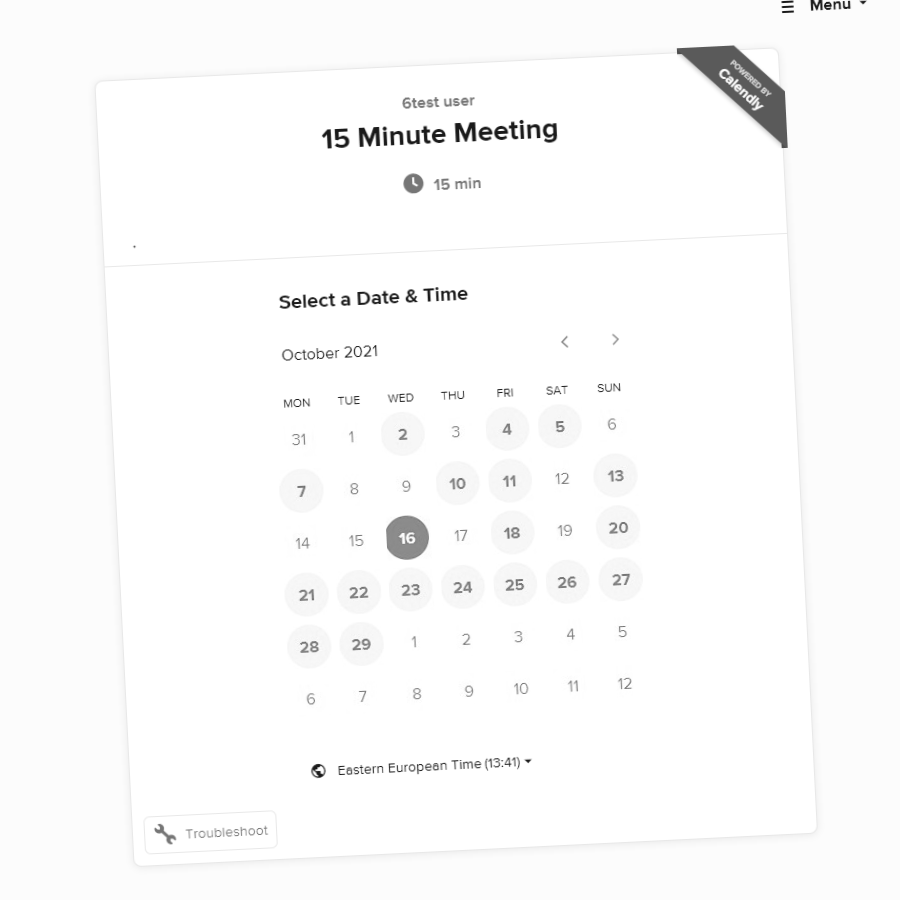 Menu
POWERED BY
Calendly
6test user
15 Minute Meeting
15 min
.
Select a Date & Time
October 2021
MON TUE WED THU FRI SAT SUN
31 1 2 3 4 5 6
7 8 9 10 11 12 13
14 15 16 17 18 19 20
21 22 23 24 25 26 27
28 29 1 2 3 4 5
6 7 8 9 10 11 12
Eastern European Time (13:41)
Troubleshoot